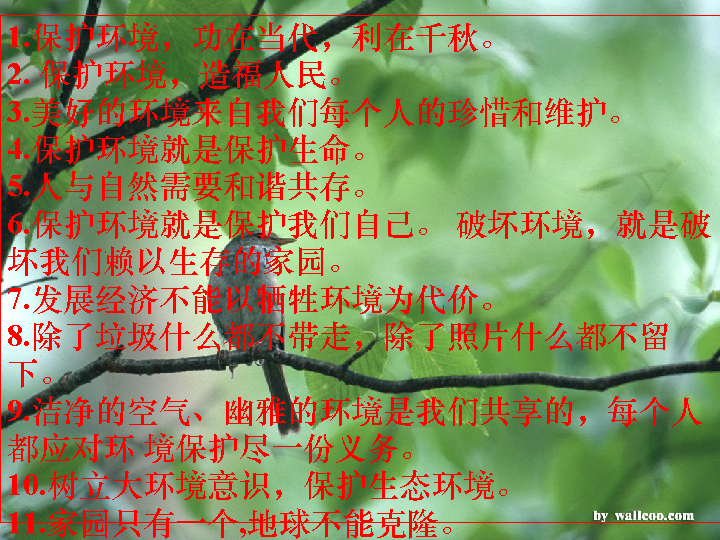 1.保护环境，功在当代，利在千秋。
2. 保护环境，造福人民。
3.美好的环境来自我们每个人的珍惜和维护。
4.保护环境就是保护生命。
5.人与自然需要和谐共存。
6.保护环境就是保护我们自己。 破坏环境，就是破
坏我们赖以生存的家园。
7.发展经济不能以牺牲环境为代价。
8.除了垃圾什么都不带走，除了照片什么都不留
下。
9.洁净的空气、幽雅的环境是我们共享的，每个人
都应对环 境保护尽一份义务。
10.树立大环境意识，保护生态环境。
11.家园只有一个,地球不能克隆。
by wallcoo.com